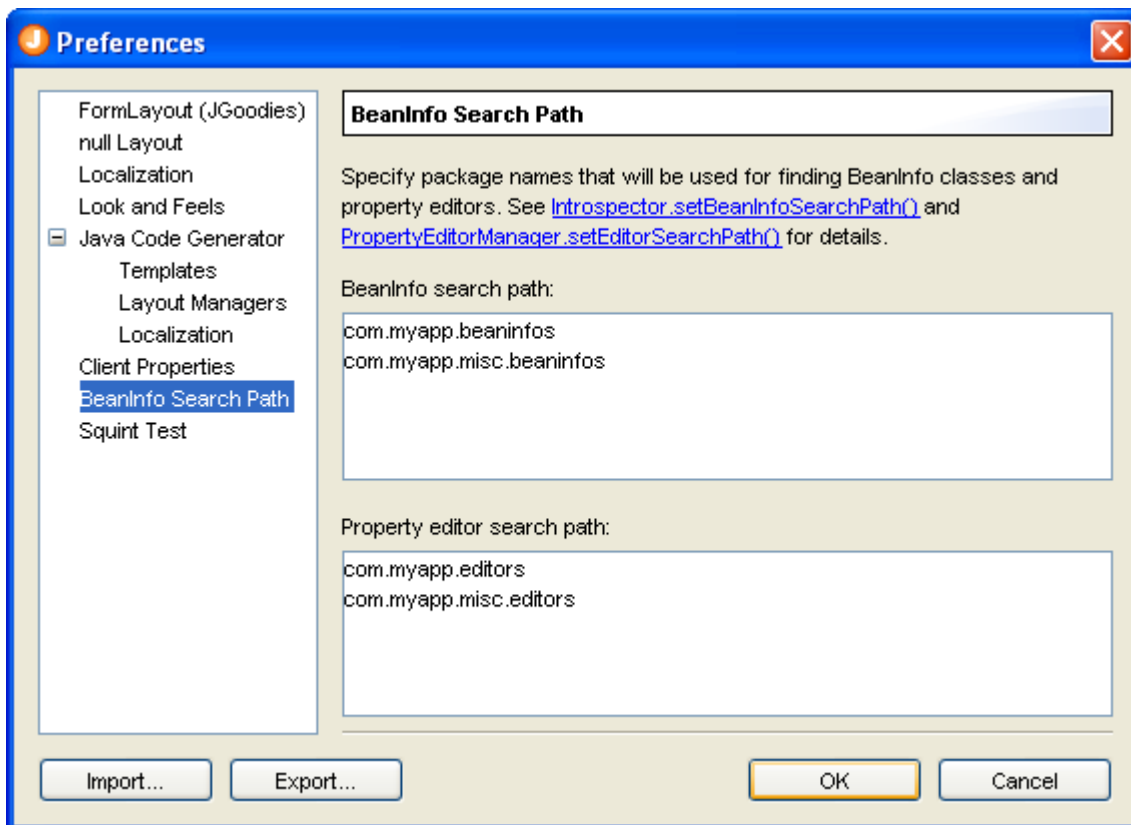 Preferences
FormLayout (JGoodies)
null Layout
Localization
Look and Feels
Java Code Generator
Templates
Layout Managers
Localization
Client Properties
BeanInfo Search Path
Squint Test
BeanInfo Search Path
Specify package names that will be used for finding BeanInfo classes and
property editors. See Introspector.setBeanInfoSearchPath() and
PropertyEditorManager.setEditorSearchPath() for details.
BeanInfo search path:
com.myapp.beaninfos
com.myapp.misc.beaninfos
Property editor search path:
com.myapp.editors
com.myapp.misc.editors
Import...
Export...
OK
Cancel